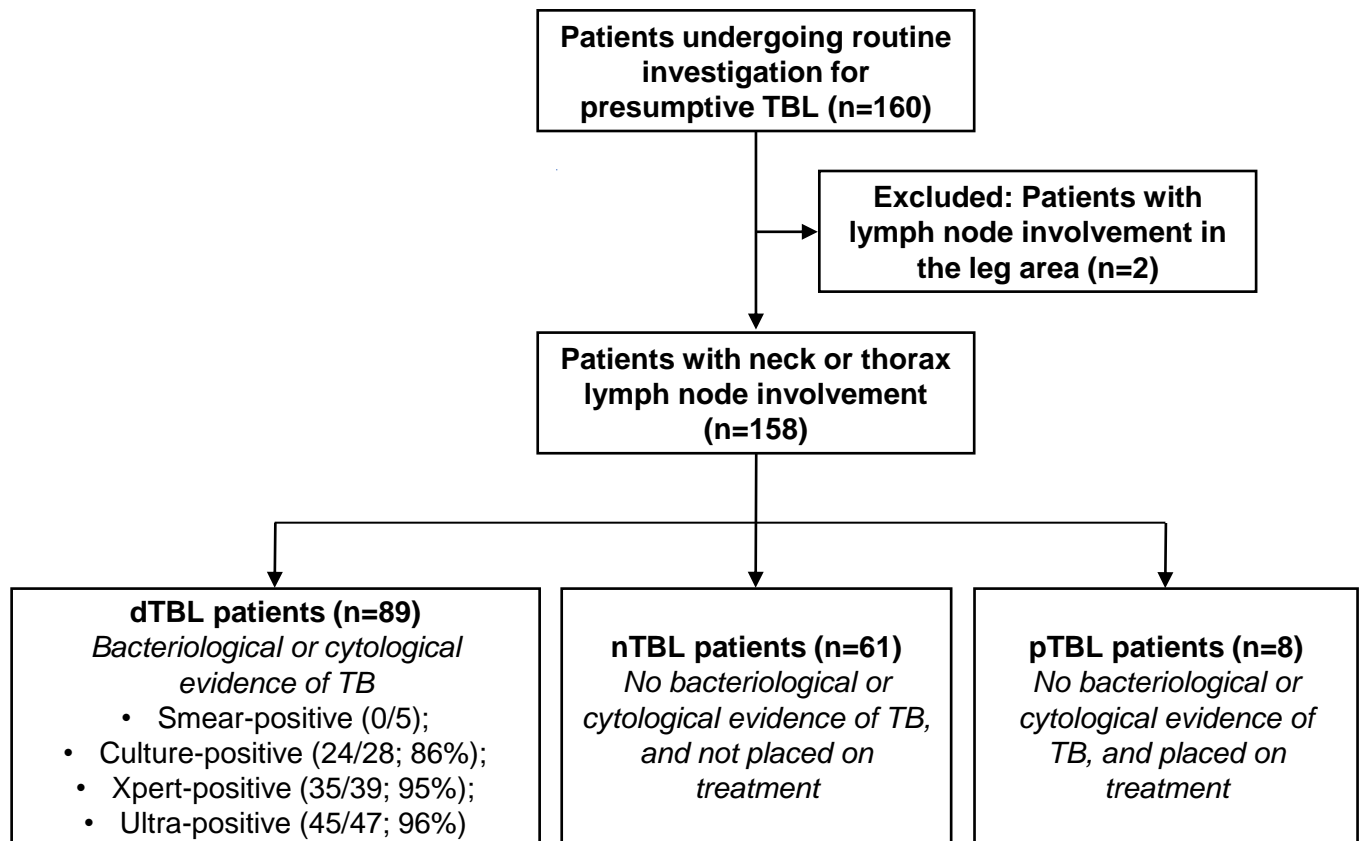 Patients undergoing routine
investigation for
presumptive TBL (n=160)
Excluded: Patients with
lymph node involvement in
the leg area (n=2)
Patients with neck or thorax
lymph node involvement
(n=158)
dTBL patients (n=89)
Bacteriological or cytological
evidence of TB
• Smear-positive (0/5);
• Culture-positive (24/28; 86%);
• Xpert-positive (35/39; 95%);
• Ultra-positive (45/47; 96%)
nTBL patients (n=61)
No bacteriological or
cytological evidence of TB,
and not placed on
treatment
pTBL patients (n=8)
No bacteriological or
cytological evidence of
TB, and placed on
treatment